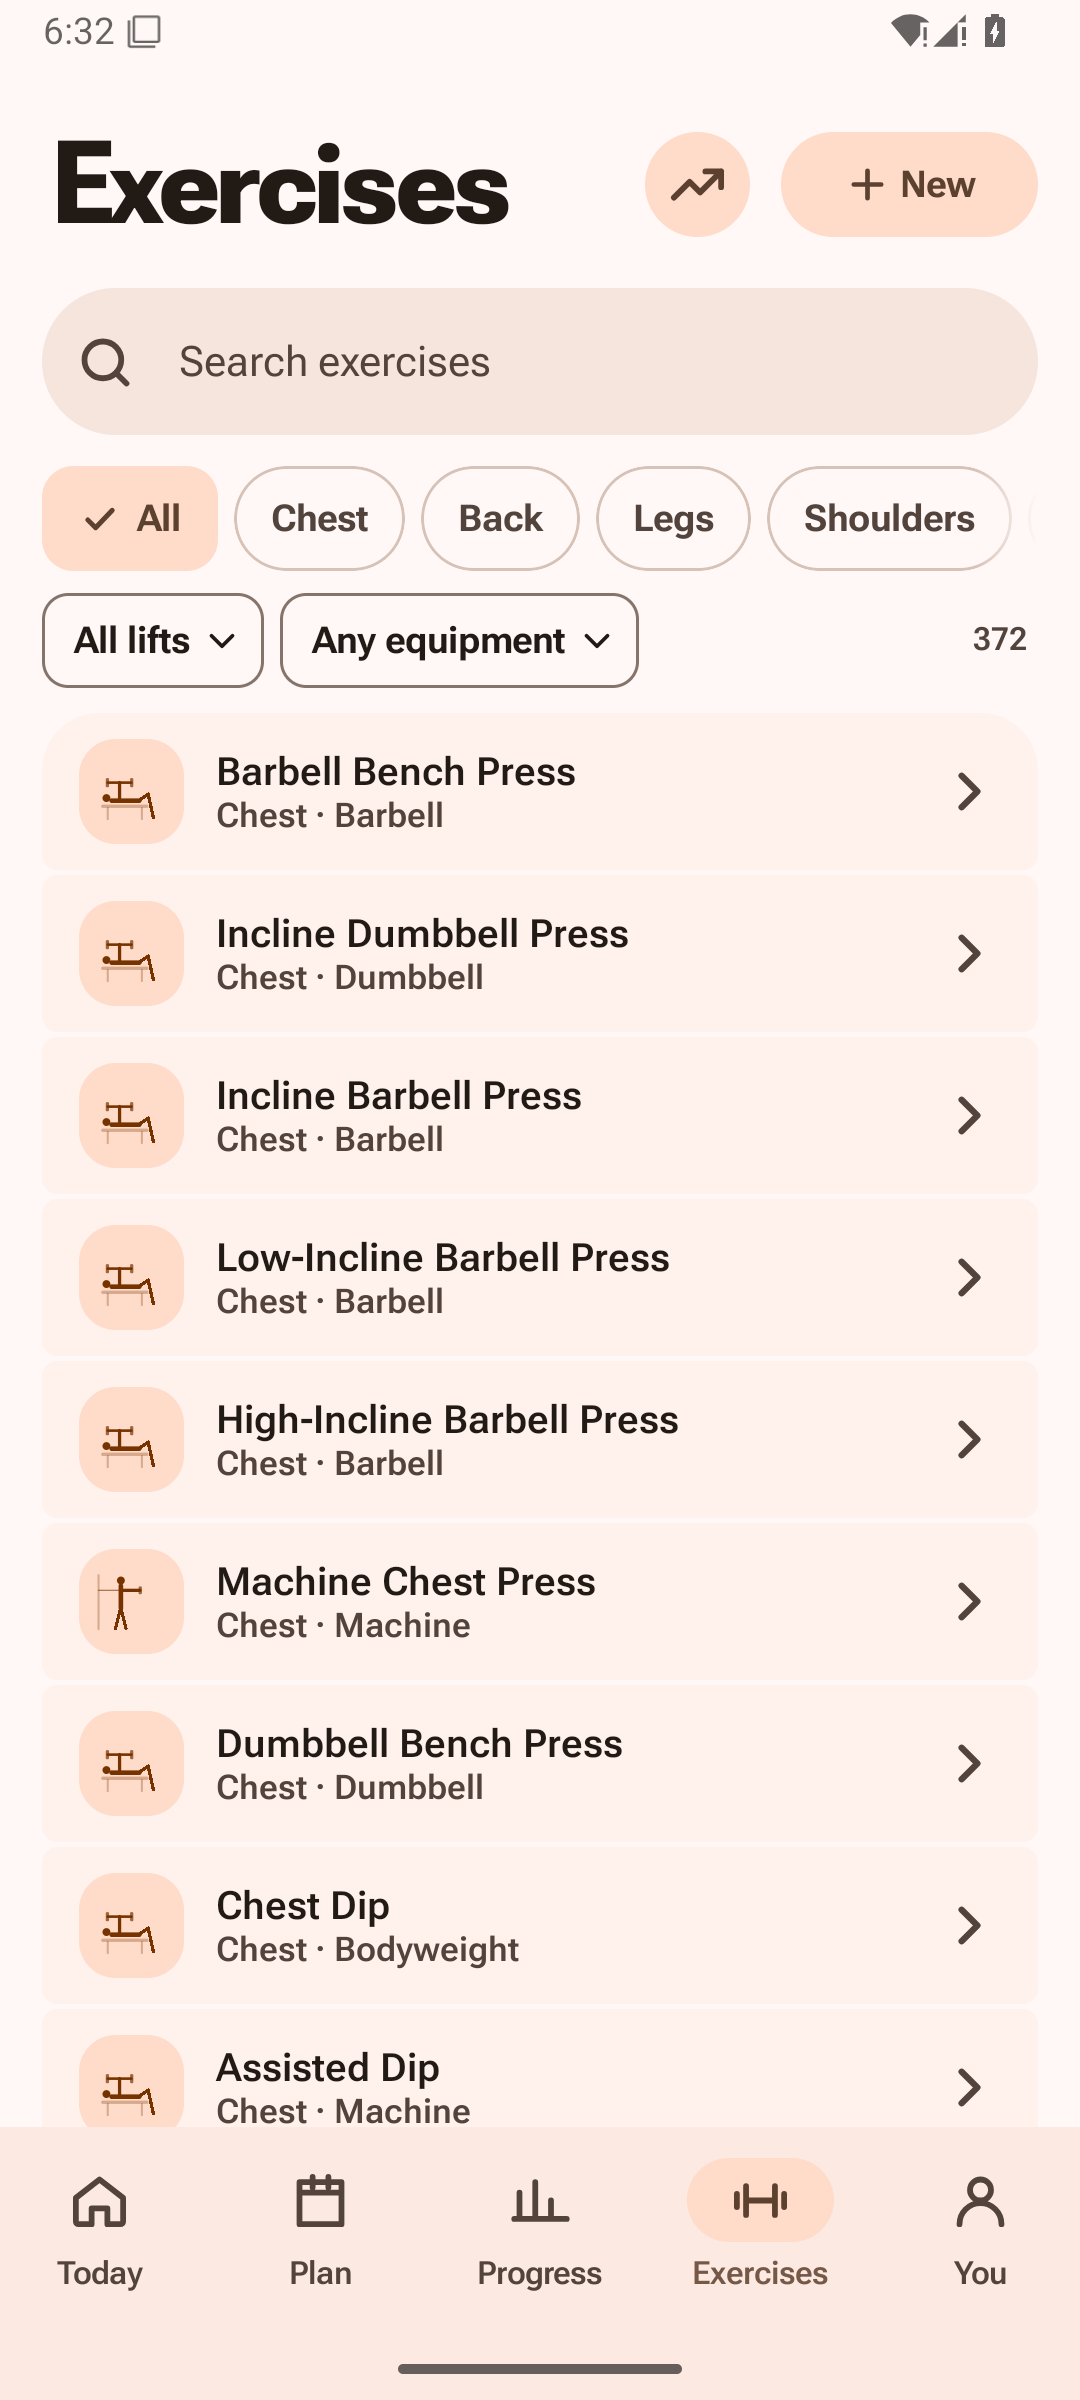 6:32
Exercises
New
Search exercises
All
Chest
Back
Legs
Shoulders
All lifts
Any equipment
372
Barbell Bench Press
Chest · Barbell
Incline Dumbbell Press
Chest · Dumbbell
Incline Barbell Press
Chest · Barbell
Low-Incline Barbell Press
Chest · Barbell
High-Incline Barbell Press
Chest · Barbell
Machine Chest Press
Chest · Machine
Dumbbell Bench Press
Chest · Dumbbell
Chest Dip
Chest · Bodyweight
Assisted Dip
Chest · Machine
Today
Plan
Progress
Exercises
You